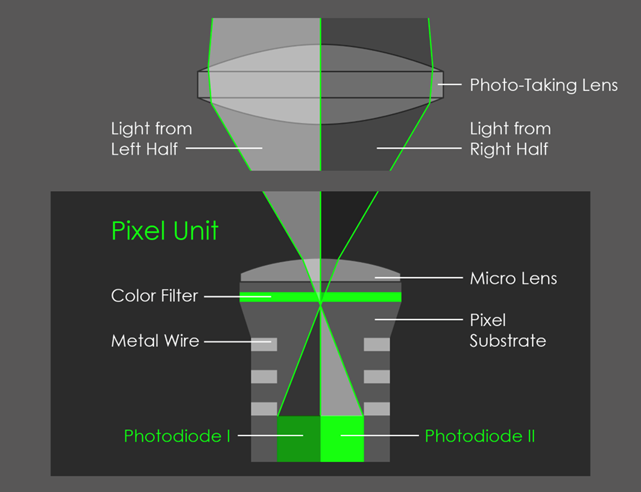 Photo-Taking Lens
Light from
Left Half
Light from
Right Half
Pixel Unit
Micro Lens
Color Filter
Pixel
Substrate
Metal Wire
Photodiode I
Photodiode II